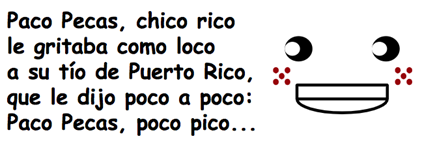 Paco Pecas, chico rico
le gritaba como loco
a su tío de Puerto Rico,
que le dijo poco a poco:
Paco Pecas, poco pico...